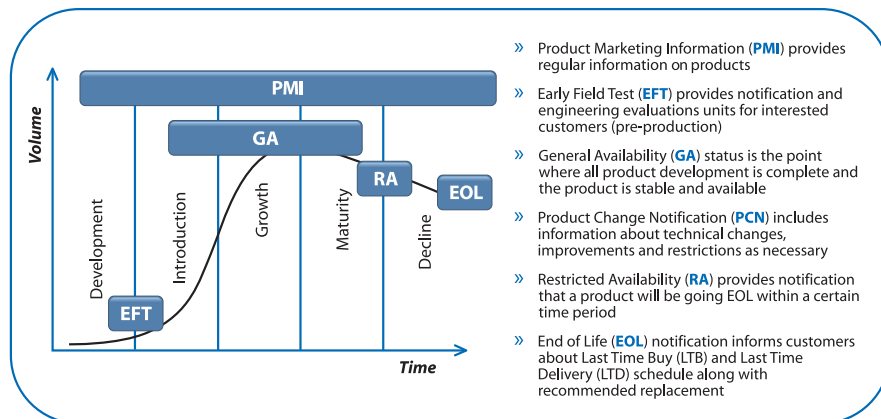 PMI
GA
RA
EOL
EFT
Volume
Time
Development
Introduction
Growth
Maturity
Decline
» Product Marketing Information (PMI) provides
regular information on products
» Early Field Test (EFT) provides notification and
engineering evaluations units for interested
customers (pre-production)
» General Availability (GA) status is the point
where all product development is complete and
the product is stable and available
» Product Change Notification (PCN) includes
information about technical changes,
improvements and restrictions as necessary
» Restricted Availability (RA) provides notification
that a product will be going EOL within a certain
time period
» End of Life (EOL) notification informs customers
about Last Time Buy (LTB) and Last Time
Delivery (LTD) schedule along with
recommended replacement